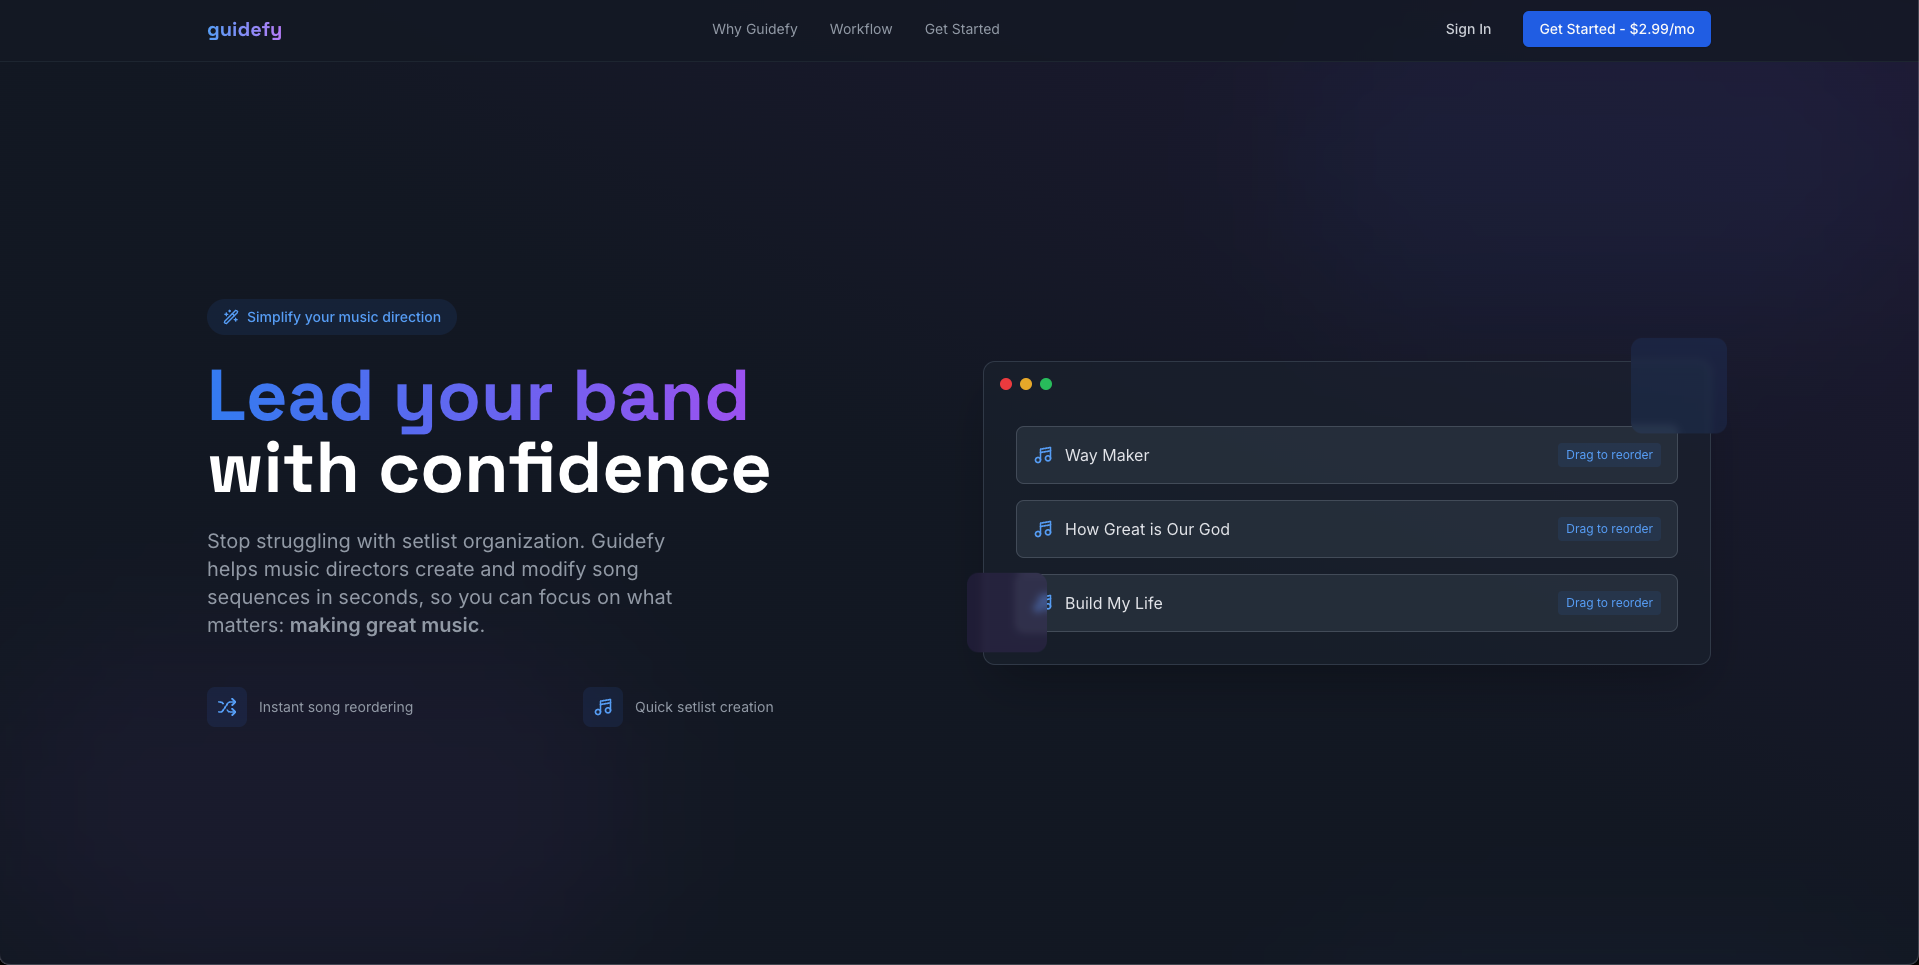 guidefy
Why Guidefy
Workflow
Get Started
Sign In
Get Started - $2.99/mo
Simplify your music direction
Lead your band
with confidence
Stop struggling with setlist organization. Guidefy
helps music directors create and modify song
sequences in seconds, so you can focus on what
matters: making great music.
Instant song reordering
Quick setlist creation
Way Maker
Drag to reorder
How Great is Our God
Drag to reorder
Build My Life
Drag to reorder